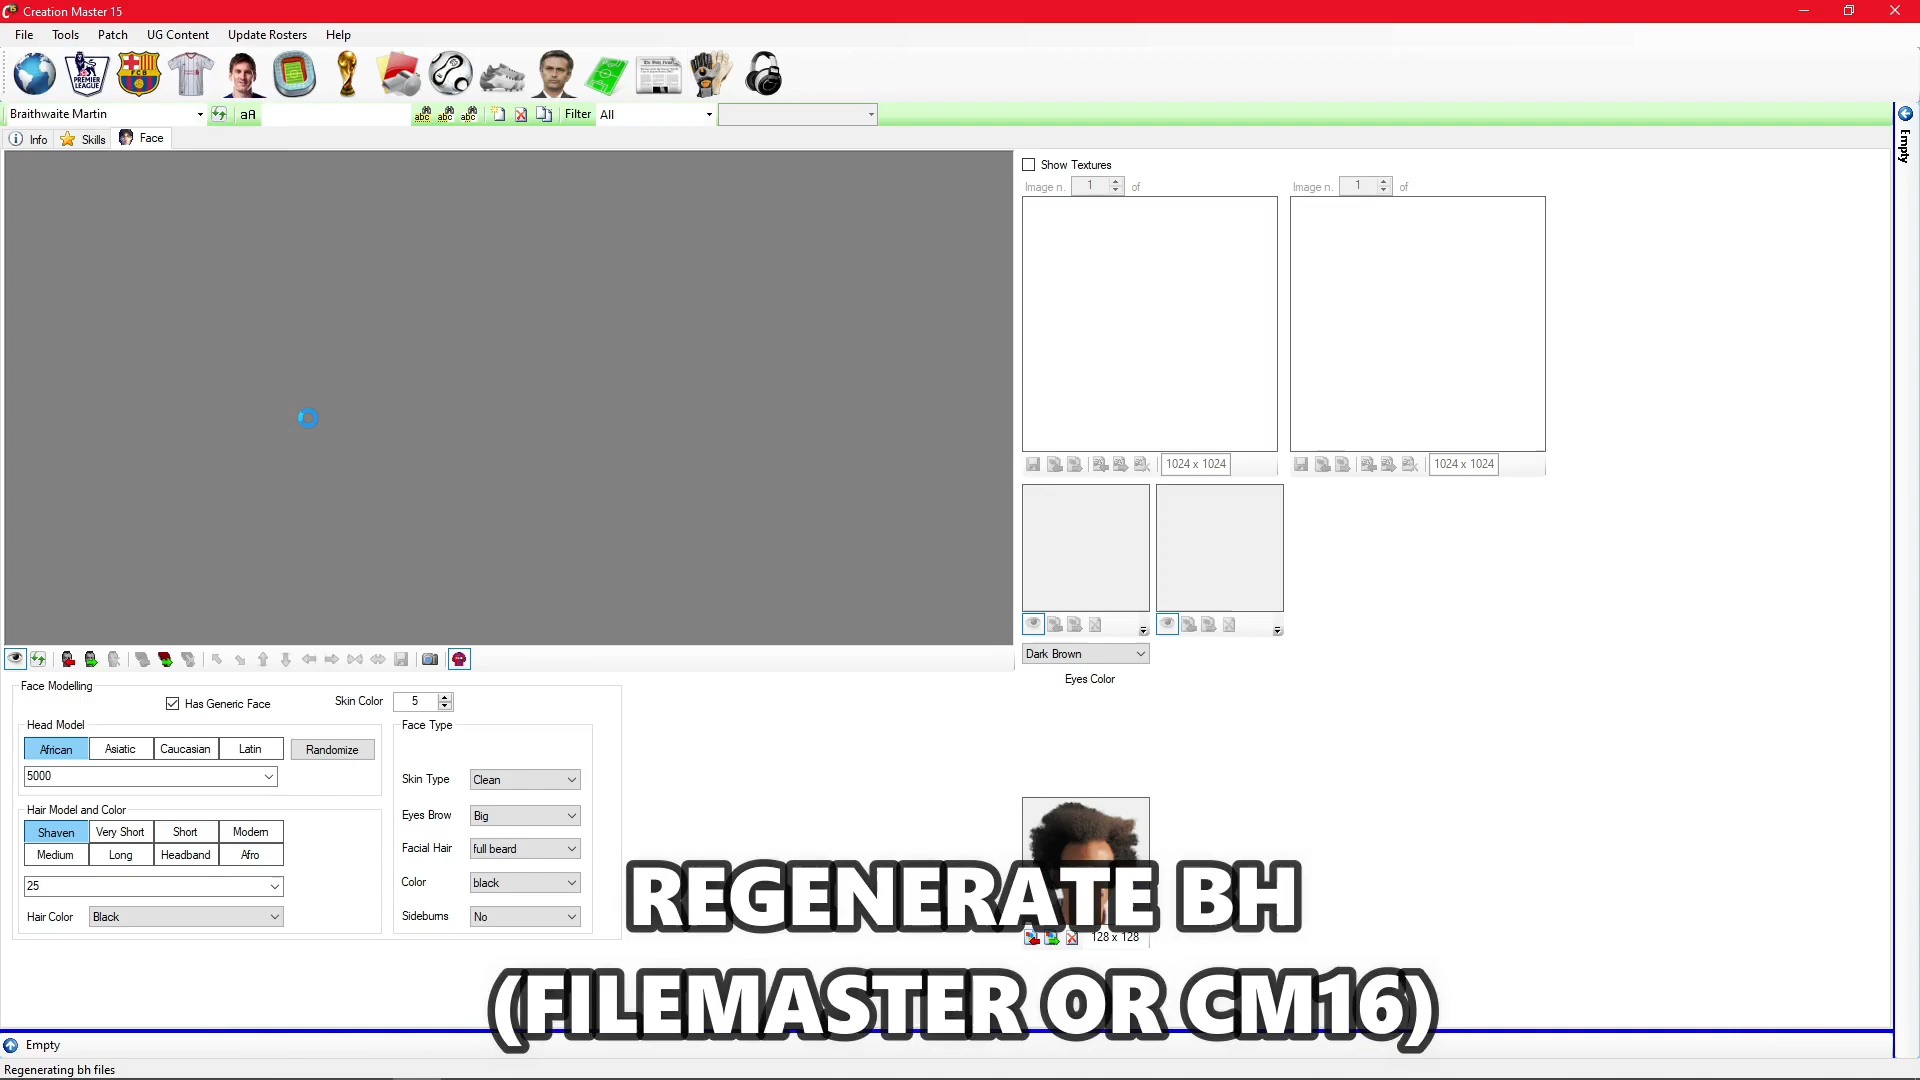 Creation Master 15
File Tools Patch UG Content Update Rosters Help
Braithwaite Martin aA Filter All
Info Skills Face
Empty
Show Textures
Image n. 1 of Image n. 1 of
1024 x 1024 1024 x 1024
Dark Brown
Eyes Color
Face Modelling
Has Generic Face Skin Color 5
Head Model Face Type
African Asiatic Caucasian Latin Randomize
5000
Skin Type Clean
Hair Model and Color
Eyes Brow Big
Shaven Very Short Short Modern
Medium Long Headband Afro
Facial Hair full beard
25
Color black
Hair Color Black
Sideburns No
128 x 128
REGENERATE BH
(FILEMASTER OR CM16)
Empty
Regenerating bh files